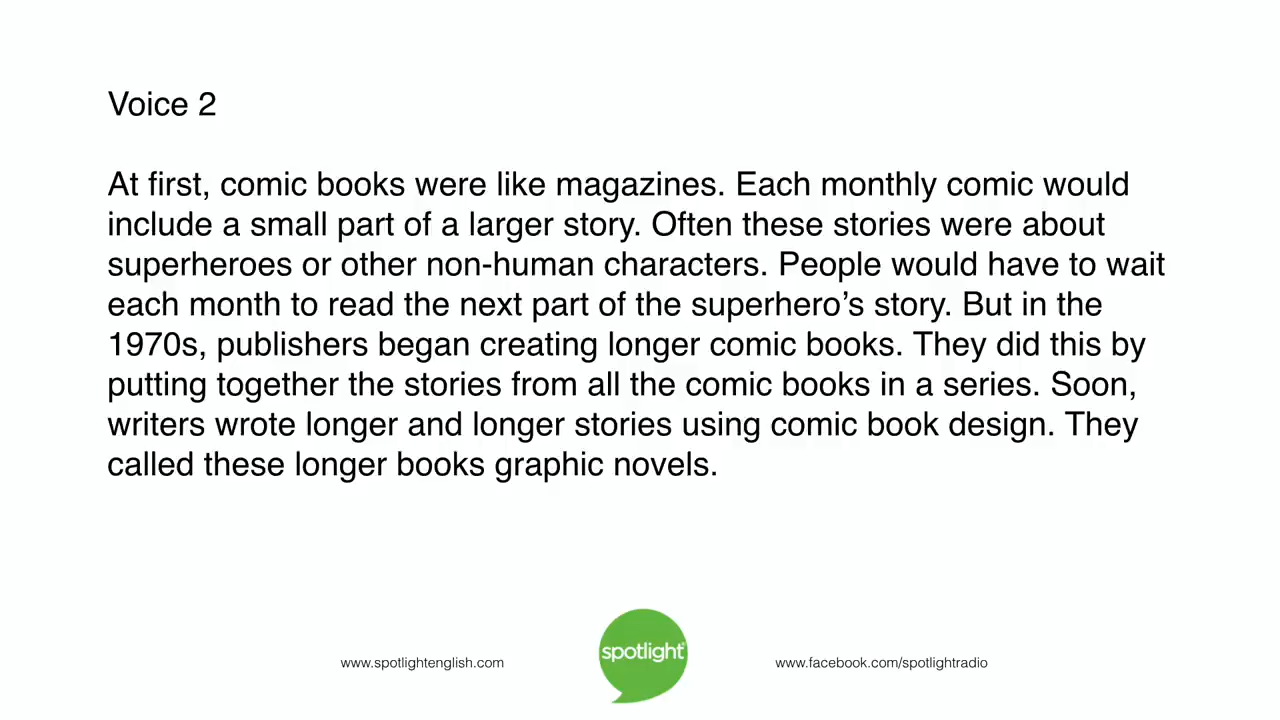 Voice 2
At first, comic books were like magazines. Each monthly comic would
include a small part of a larger story. Often these stories were about
superheroes or other non-human characters. People would have to wait
each month to read the next part of the superhero’s story. But in the
1970s, publishers began creating longer comic books. They did this by
putting together the stories from all the comic books in a series. Soon,
writers wrote longer and longer stories using comic book design. They
called these longer books graphic novels.
www.spotlightenglish.com
spotlight
www.facebook.com/spotlightradio